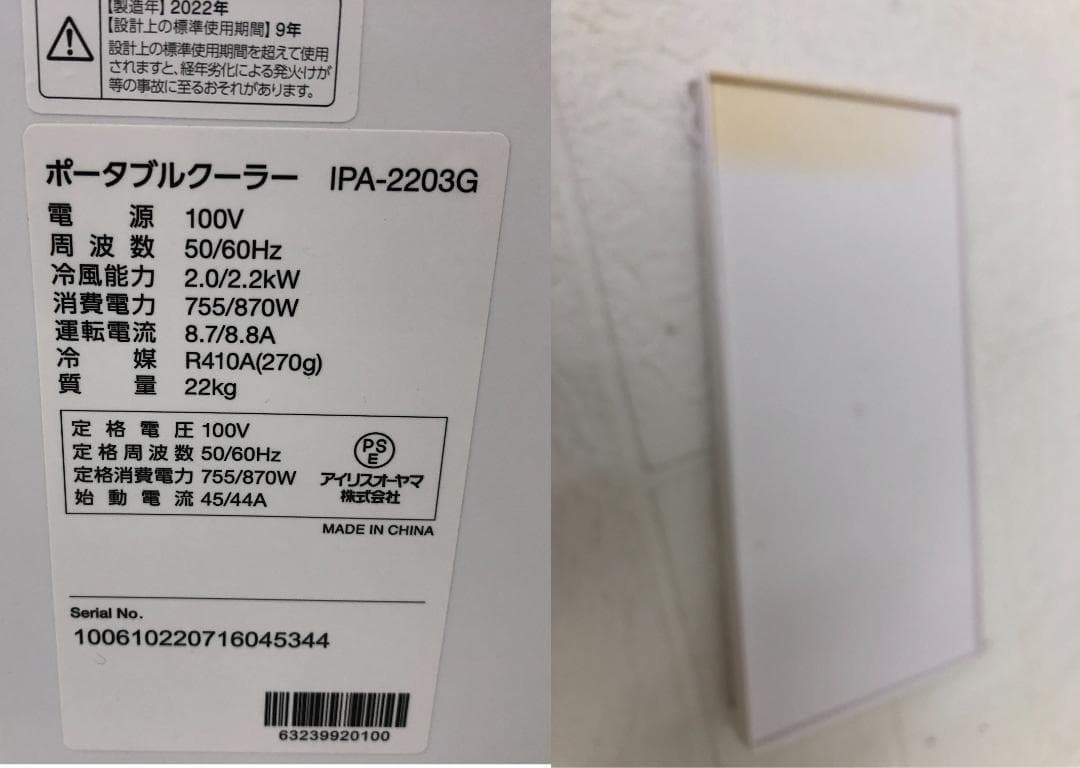 【製造年】2022年
【設計上の標準使用期間】9年
設計上の標準使用期間を超えて使用
されますと、経年劣化による発火・けが
等の事故に至るおそれがあります。
ポータブルクーラー IPA-2203G
電源 100V
周波数 50/60Hz
冷風能力 2.0/2.2kW
消費電力 755/870W
運転電流 8.7/8.8A
冷媒 R410A(270g)
質量 22kg
定格電圧 100V
定格周波数 50/60Hz
定格消費電力 755/870W
始動電流 45/44A
PS
E
アイリスオーヤマ
株式会社
MADE IN CHINA
Serial No.
100610220716045344
63239920100